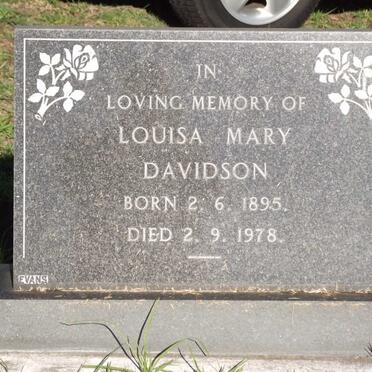 IN
LOVING MEMORY OF
LOUISA MARY
DAVIDSON
BORN 2. 6. 1895.
DIED 2. 9. 1978.
EVANS